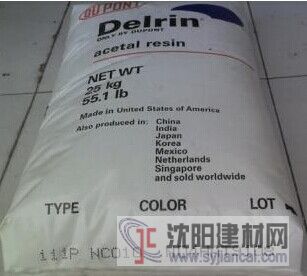 DUPONT
Delrin®
ONLY BY DUPONT
acetal resin
NET WT
25 kg
55.1 lb
Made in United States of America
Also produced in: China
India
Japan
Korea
Mexico
Netherlands
Singapore
and sold worldwide
TYPE COLOR LOT
111P NC010
沈阳建材网
www.syjiancai.com